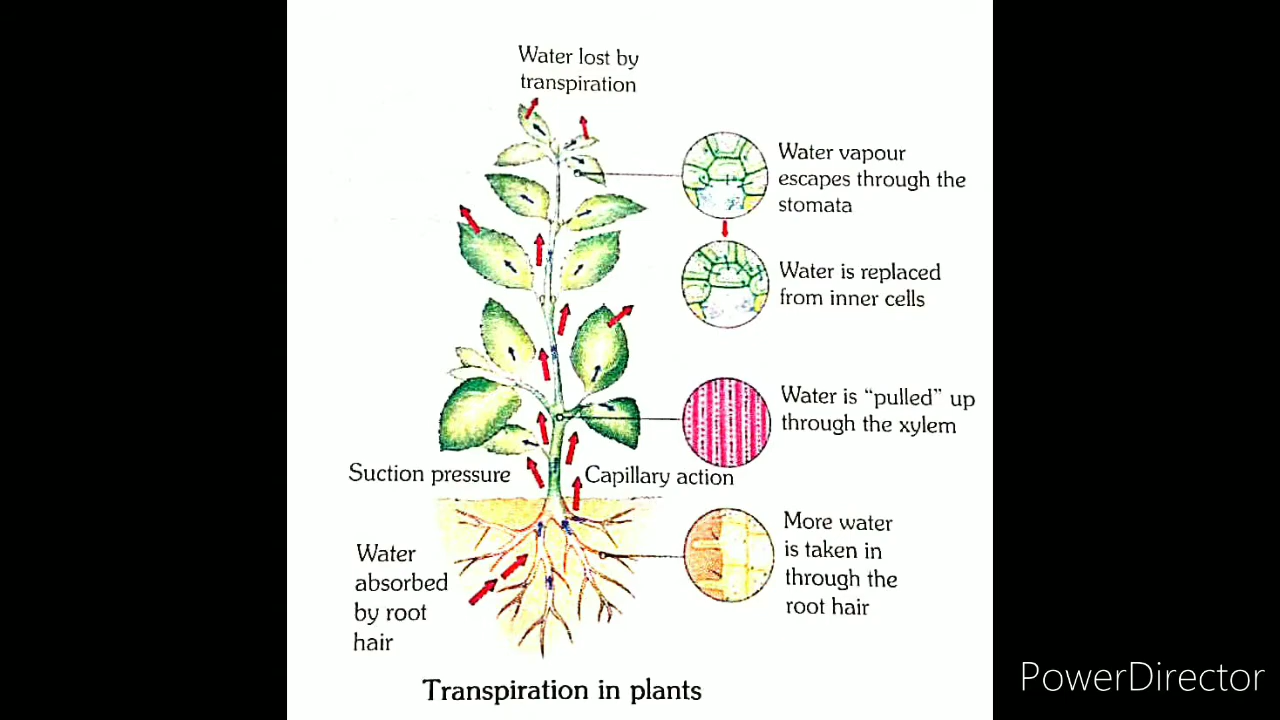 Water lost by
transpiration
Water vapour
escapes through the
stomata
Water is replaced
from inner cells
Water is “pulled” up
through the xylem
Suction pressure
Capillary action
More water
is taken in
through the
root hair
Water
absorbed
by root
hair
Transpiration in plants
PowerDirector